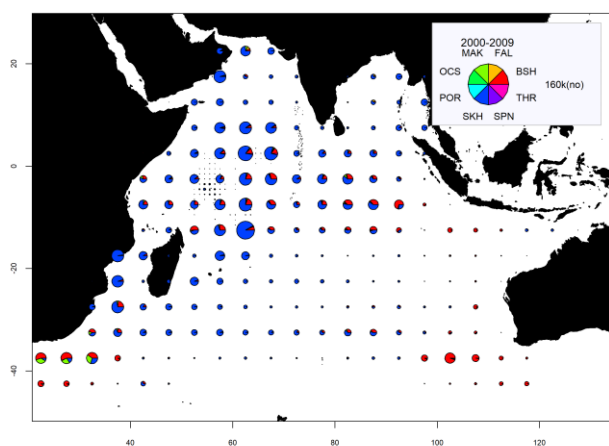 2000-2009
MAK FAL
OCS BSH
160k(no)
POR THR
SKH SPN
20
0
-20
-40
40 60 80 100 120